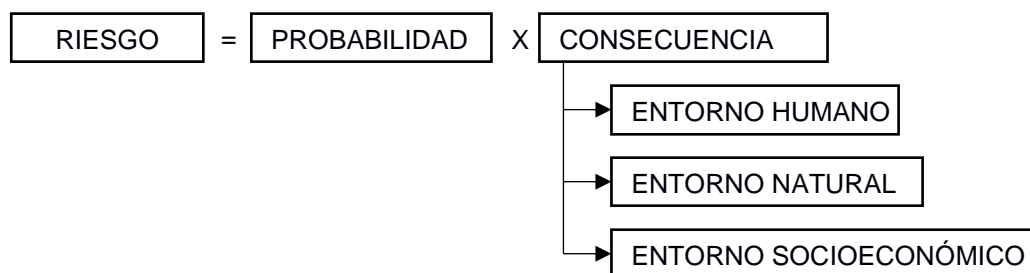 RIESGO = PROBABILIDAD X CONSECUENCIA
ENTORNO HUMANO
ENTORNO NATURAL
ENTORNO SOCIOECONÓMICO